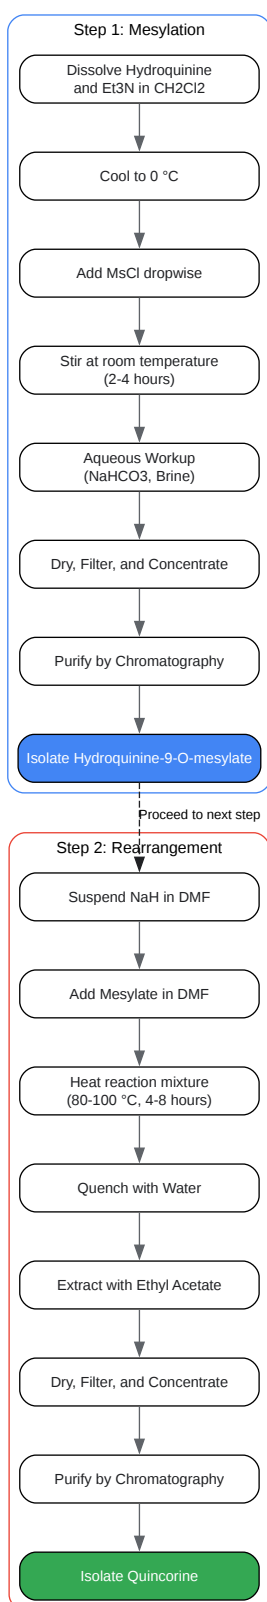 Step 1: Mesylation
Dissolve Hydroquinine
and Et3N in CH2Cl2
Cool to 0 °C
Add MsCl dropwise
Stir at room temperature
(2-4 hours)
Aqueous Workup
(NaHCO3, Brine)
Dry, Filter, and Concentrate
Purify by Chromatography
Isolate Hydroquinine-9-O-mesylate
Proceed to next step
Step 2: Rearrangement
Suspend NaH in DMF
Add Mesylate in DMF
Heat reaction mixture
(80-100 °C, 4-8 hours)
Quench with Water
Extract with Ethyl Acetate
Dry, Filter, and Concentrate
Purify by Chromatography
Isolate Quincorine